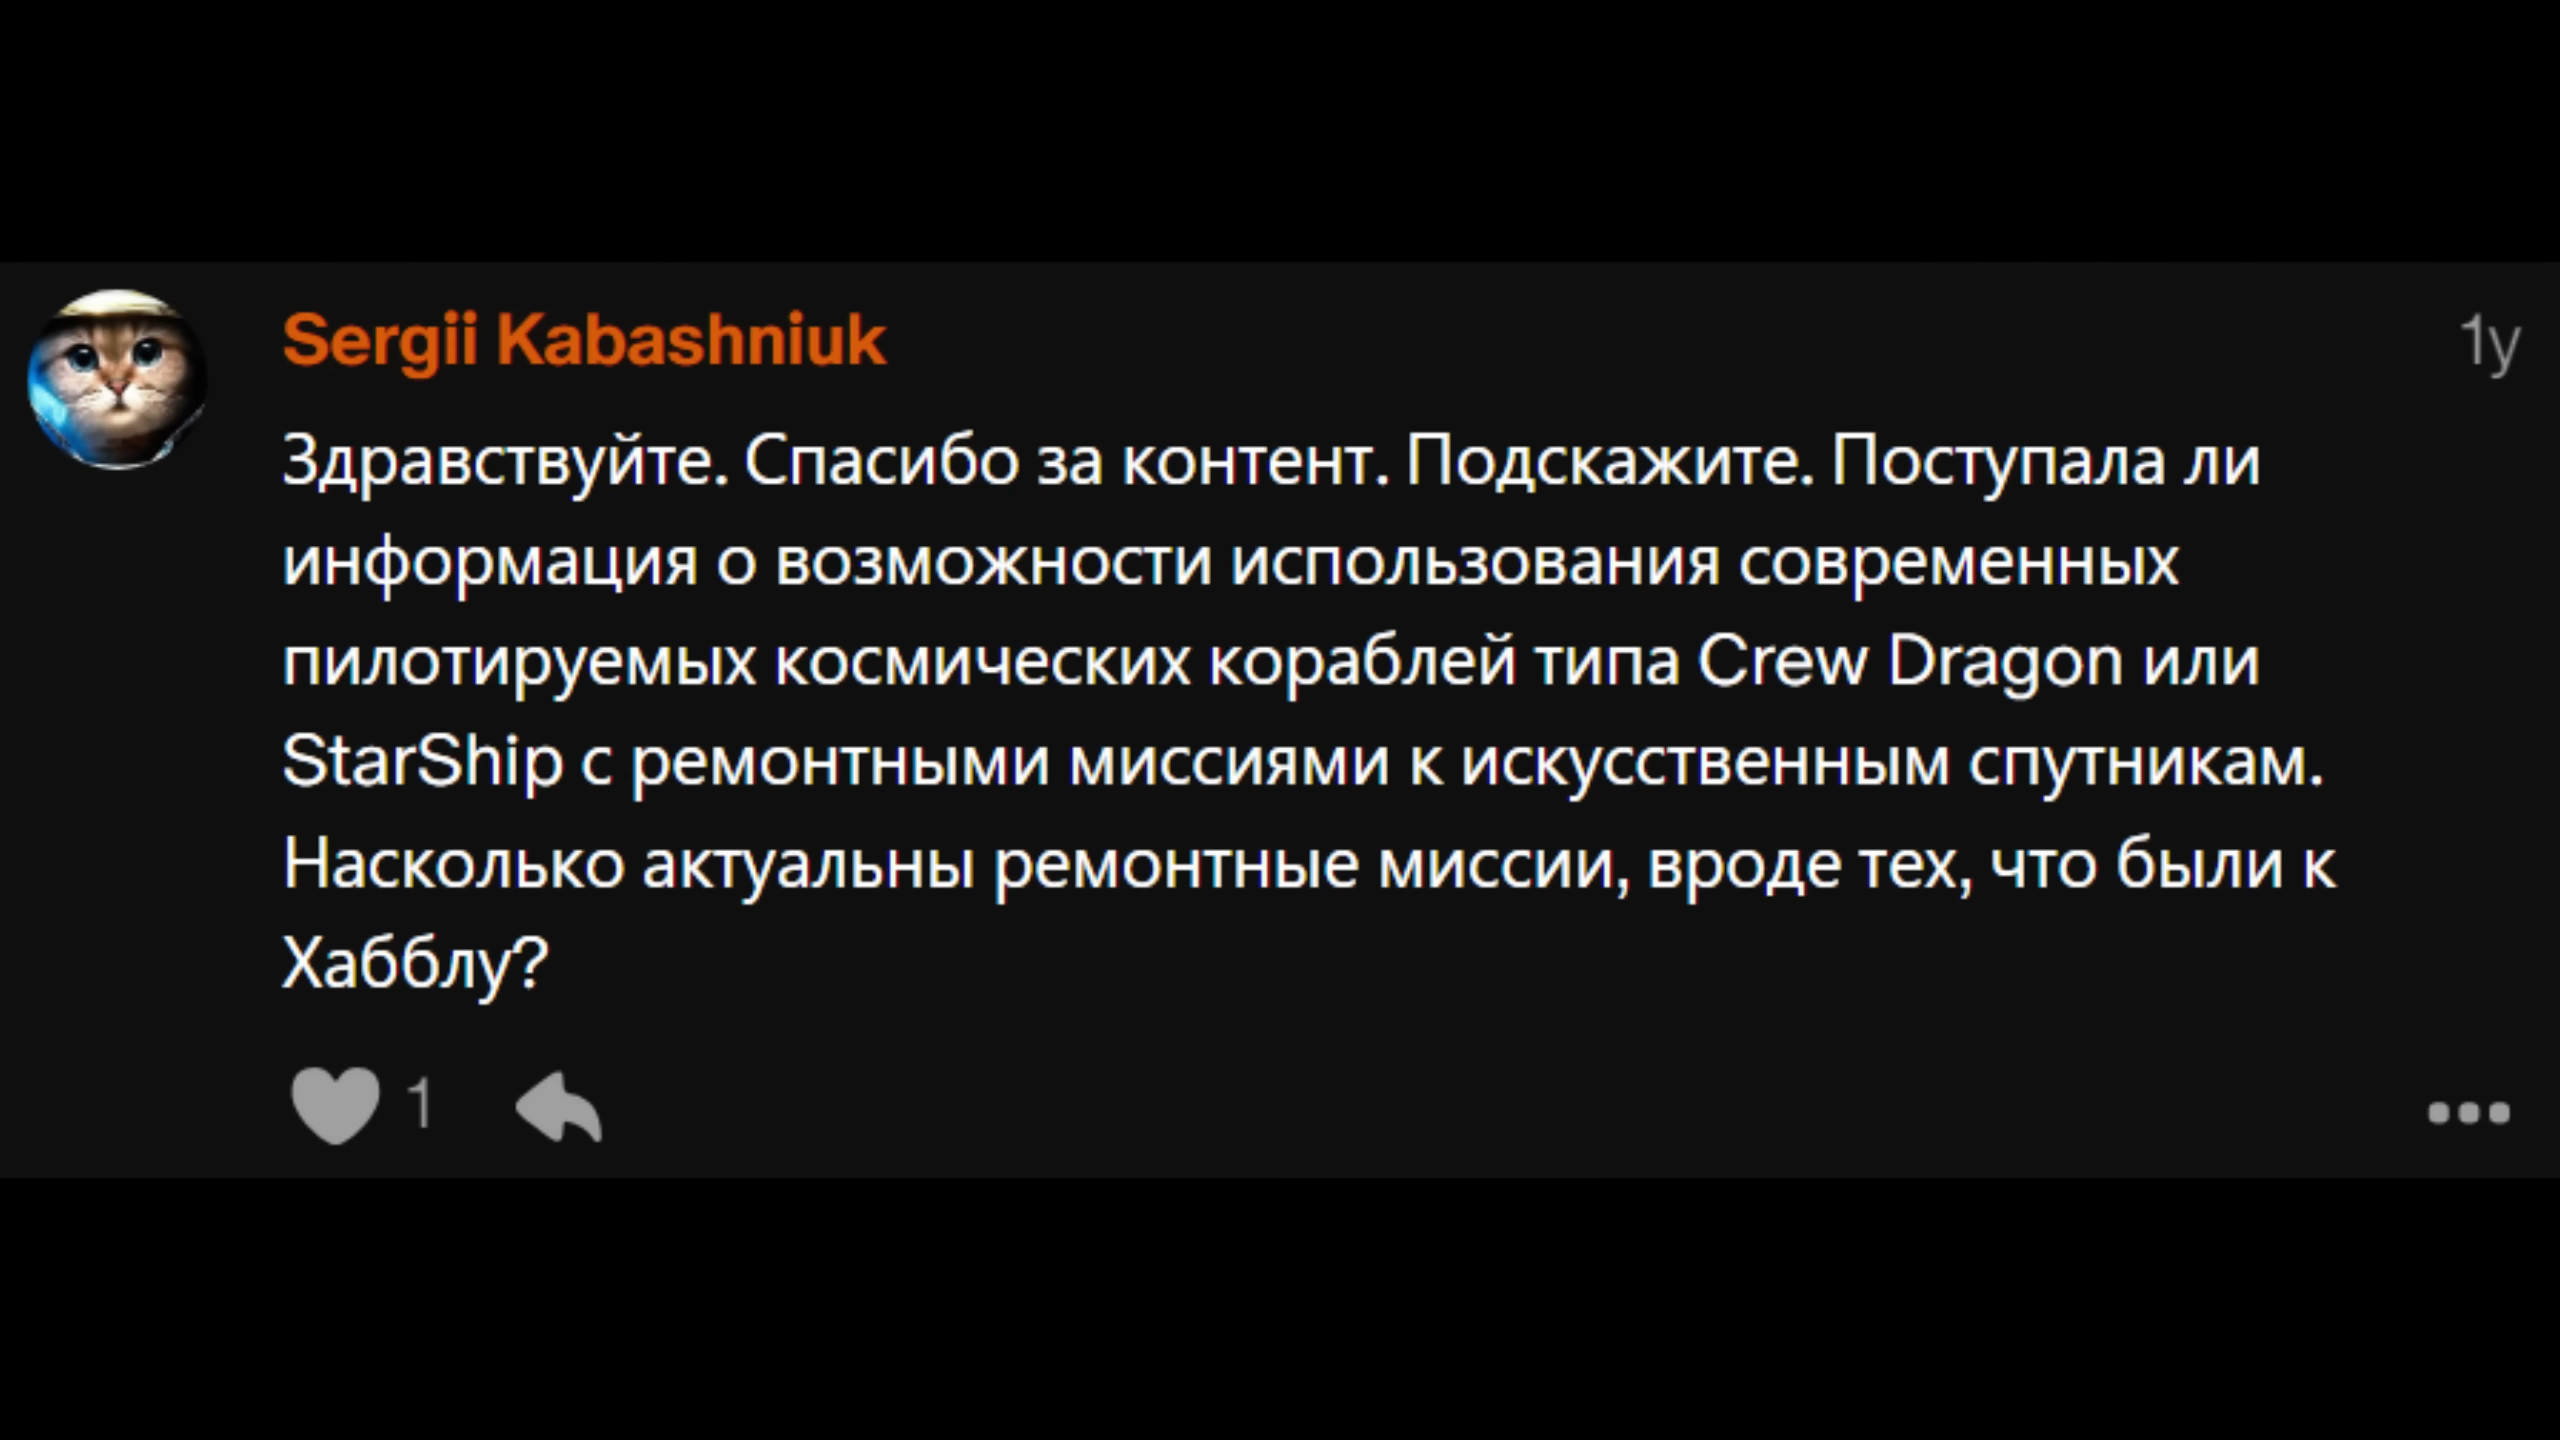 Sergii Kabashniuk
1y
Здравствуйте. Спасибо за контент. Подскажите. Поступала ли
информация о возможности использования современных
пилотируемых космических кораблей типа Crew Dragon или
StarShip с ремонтными миссиями к искусственным спутникам.
Насколько актуальны ремонтные миссии, вроде тех, что были к
Хабблу?
1